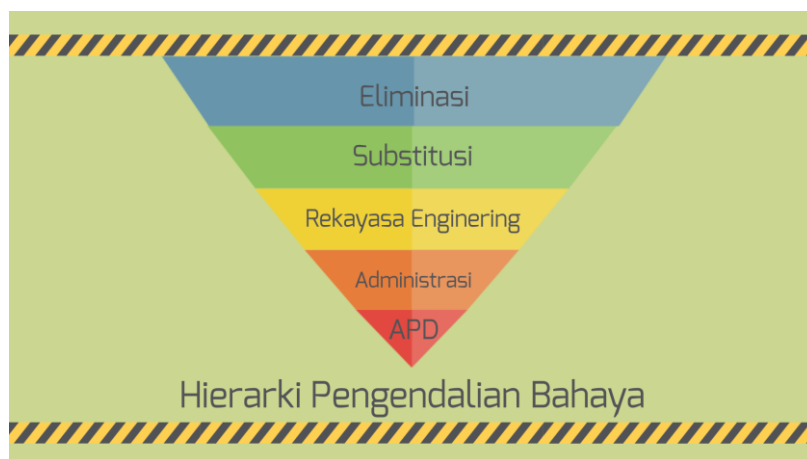 Eliminasi
Substitusi
Rekayasa Enginering
Administrasi
APD
Hierarki Pengendalian Bahaya